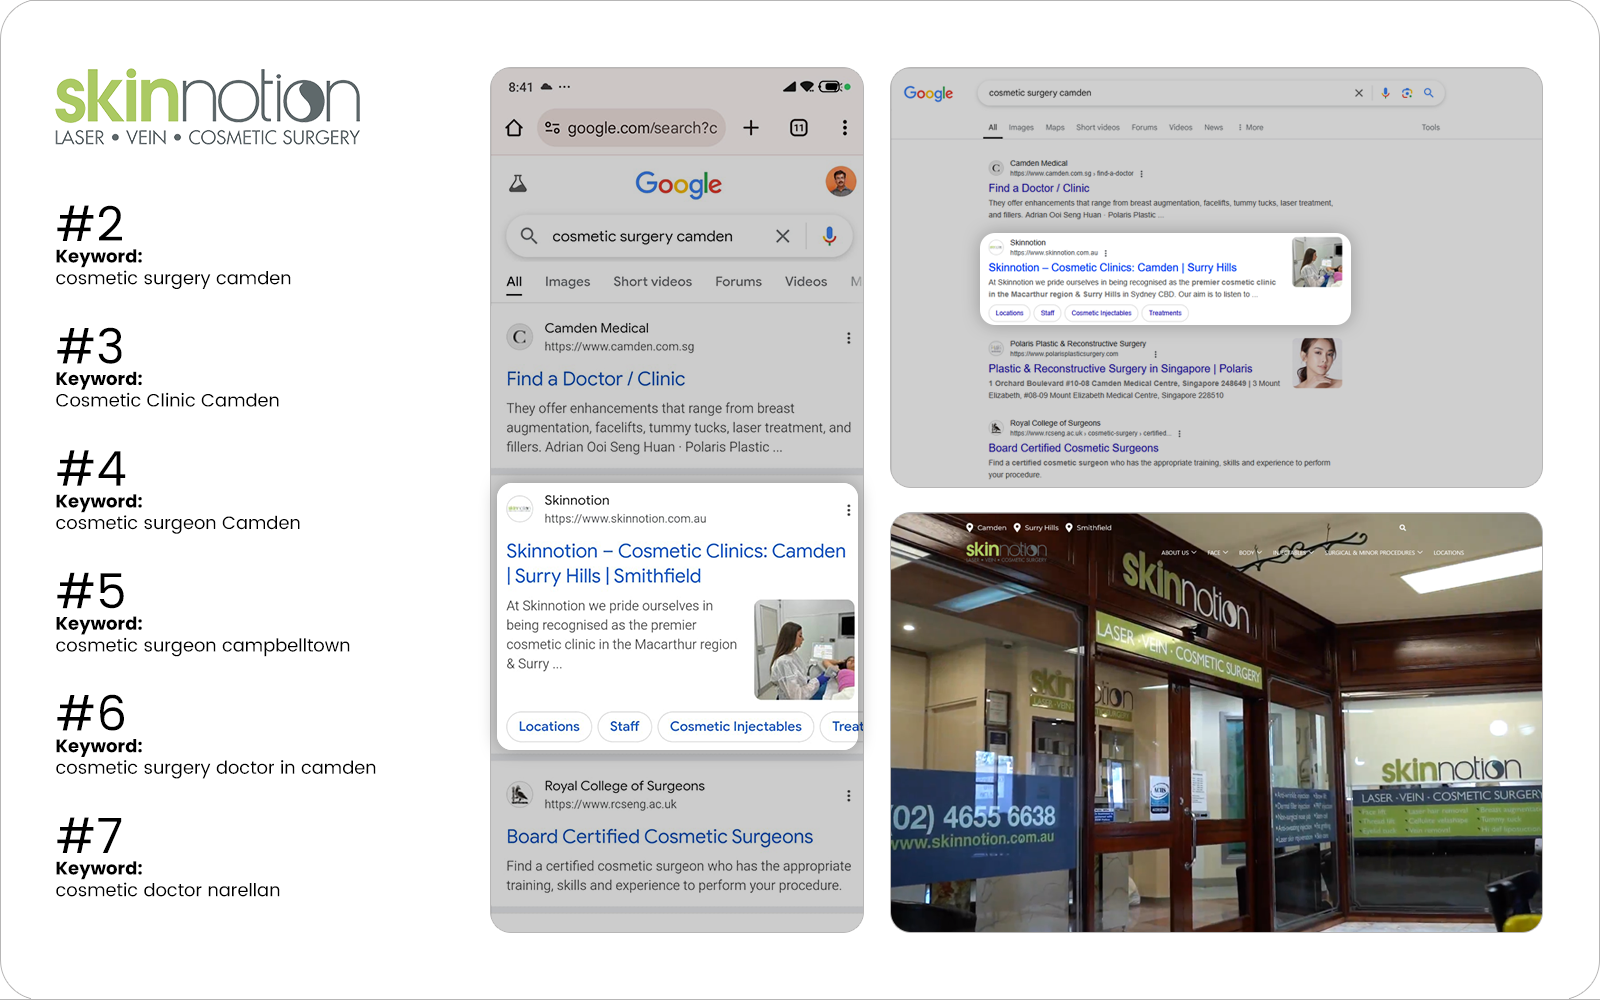 skinnotion
LASER • VEIN • COSMETIC SURGERY
#2
Keyword:
cosmetic surgery camden
#3
Keyword:
Cosmetic Clinic Camden
#4
Keyword:
cosmetic surgeon Camden
#5
Keyword:
cosmetic surgeon campbelltown
#6
Keyword:
cosmetic surgery doctor in camden
#7
Keyword:
cosmetic doctor narellan
8:41
google.com/search?c
11
Google
cosmetic surgery camden
All Images Short videos Forums Videos M
C
Camden Medical
https://www.camden.com.sg
Find a Doctor / Clinic
They offer enhancements that range from breast
augmentation, facelifts, tummy tucks, laser treatment, and
fillers. Adrian Ooi Seng Huan · Polaris Plastic ...
Skinnotion
https://www.skinnotion.com.au
Skinnotion – Cosmetic Clinics: Camden
| Surry Hills | Smithfield
At Skinnotion we pride ourselves in
being recognised as the premier
cosmetic clinic in the Macarthur region
& Surry ...
Locations Staff Cosmetic Injectables Treat
Royal College of Surgeons
https://www.rcseng.ac.uk
Board Certified Cosmetic Surgeons
Find a certified cosmetic surgeon who has the appropriate
training, skills and experience to perform your procedure.
Google
cosmetic surgery camden
All Images Maps Short videos Forums Videos News More Tools
C
Camden Medical
https://www.camden.com.sg › find-a-doctor
Find a Doctor / Clinic
They offer enhancements that range from breast augmentation, facelifts, tummy tucks, laser treatment,
and fillers. Adrian Ooi Seng Huan · Polaris Plastic ...
Skinnotion
https://www.skinnotion.com.au
Skinnotion – Cosmetic Clinics: Camden | Surry Hills
At Skinnotion we pride ourselves in being recognised as the premier cosmetic clinic
in the Macarthur region & Surry Hills in Sydney CBD. Our aim is to listen to ...
Locations Staff Cosmetic Injectables Treatments
Polaris Plastic & Reconstructive Surgery
https://www.polarisplasticsurgery.com
Plastic & Reconstructive Surgery in Singapore | Polaris
1 Orchard Boulevard #10-08 Camden Medical Centre, Singapore 248649 | 3 Mount
Elizabeth, #08-09 Mount Elizabeth Medical Centre, Singapore 228510
Royal College of Surgeons
https://www.rcseng.ac.uk › cosmetic-surgery › certified...
Board Certified Cosmetic Surgeons
Find a certified cosmetic surgeon who has the appropriate training, skills and experience to perform
your procedure.
Camden Surry Hills Smithfield
skinnotion
LASER • VEIN • COSMETIC SURGERY
ABOUT US FACE BODY INJECTABLES SURGICAL & MINOR PROCEDURES LOCATIONS
skinnotion
LASER · VEIN · COSMETIC SURGERY
skinnotion
LASER · VEIN · COSMETIC SURGERY
(02) 4655 6638
www.skinnotion.com.au
skinnotion
LASER · VEIN · COSMETIC SURGERY